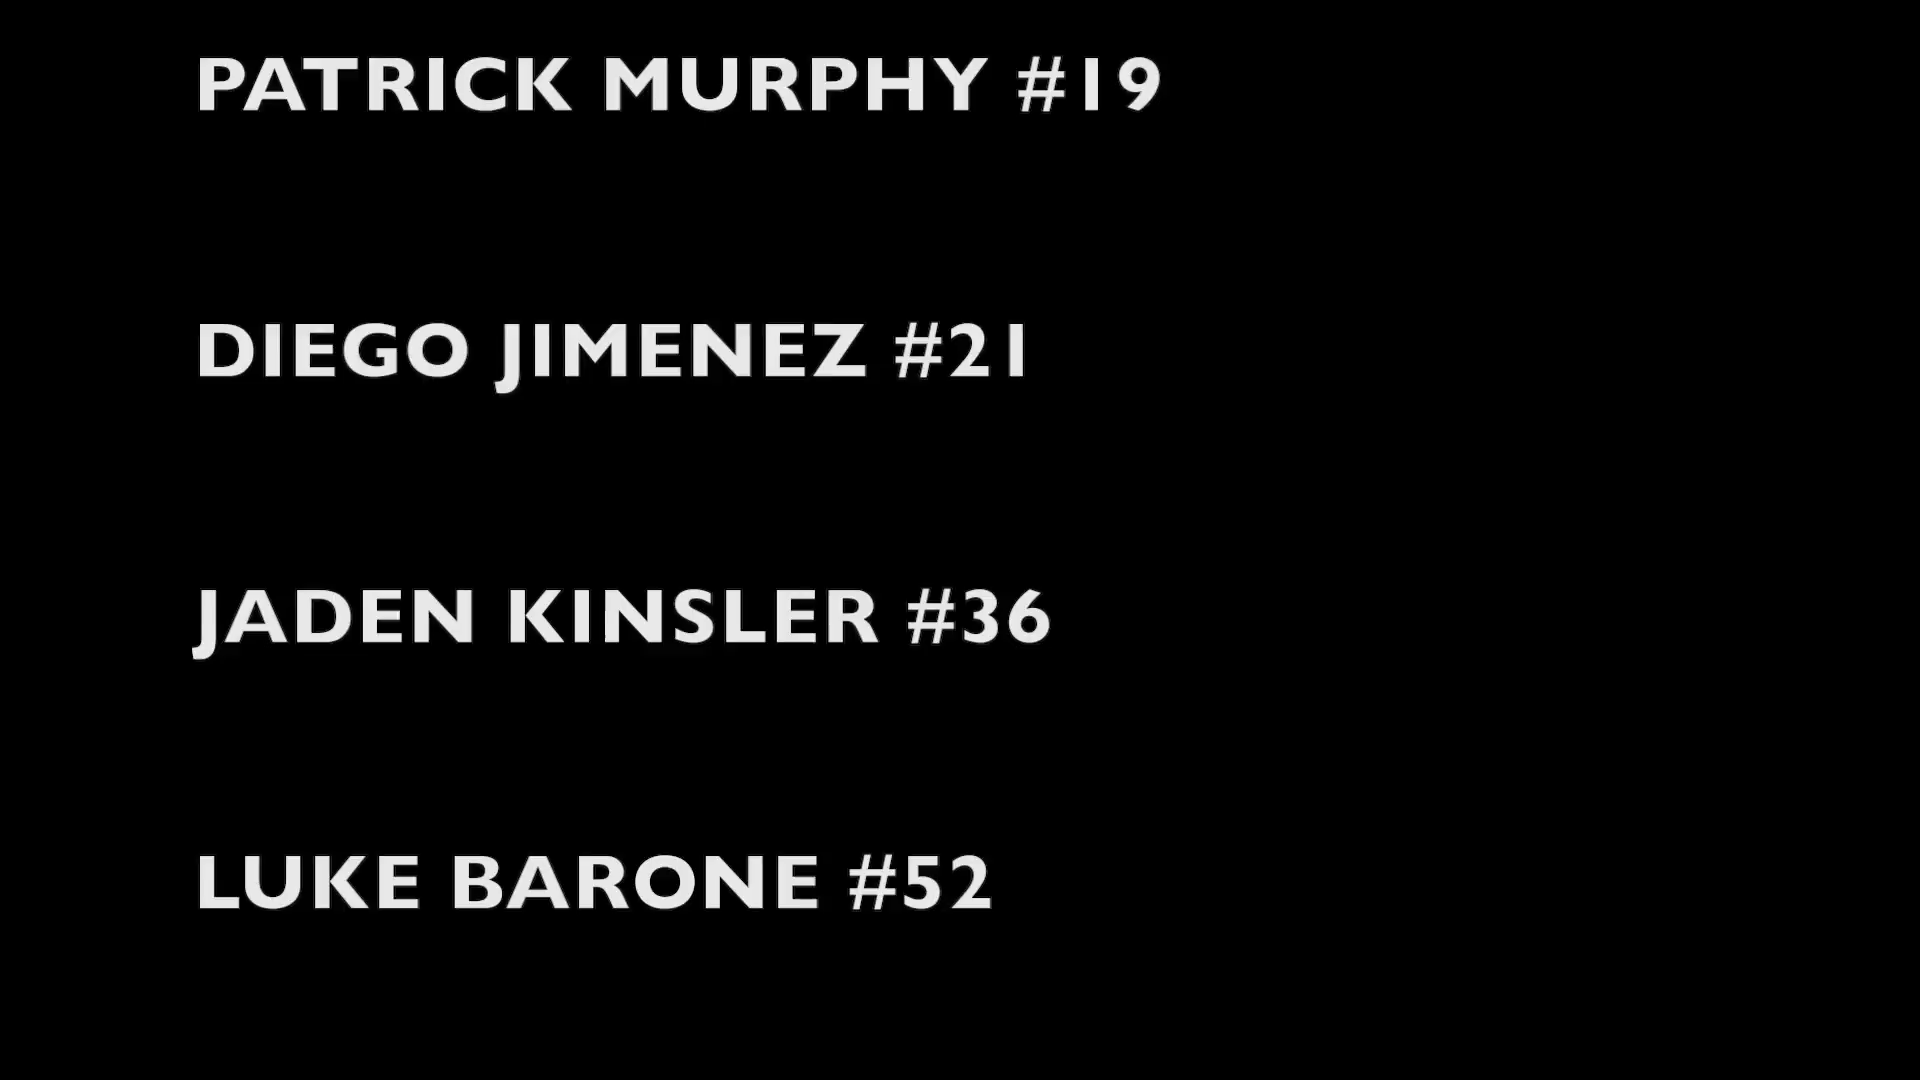 PATRICK MURPHY #19
DIEGO JIMENEZ #21
JADEN KINSLER #36
LUKE BARONE #52